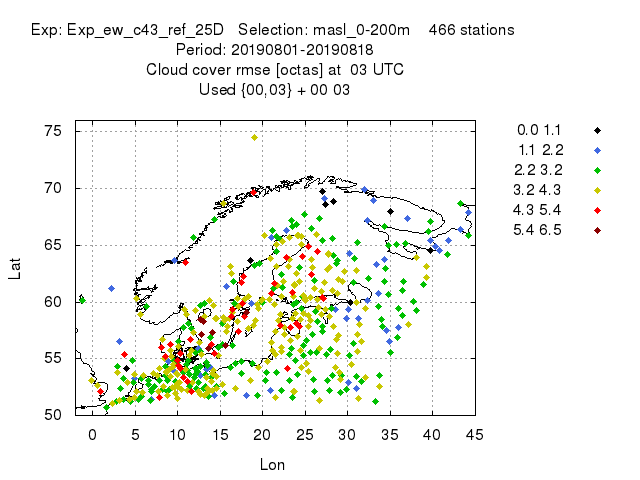 Exp: Exp_ew_c43_ref_25D   Selection: masl_0-200m    466 stations
Period: 20190801-20190818
Cloud cover rmse [octas] at  03 UTC
Used {00,03} + 00 03
0.0 1.1
1.1 2.2
2.2 3.2
3.2 4.3
4.3 5.4
5.4 6.5
75
70
65
60
55
50
Lat
0 5 10 15 20 25 30 35 40 45
Lon